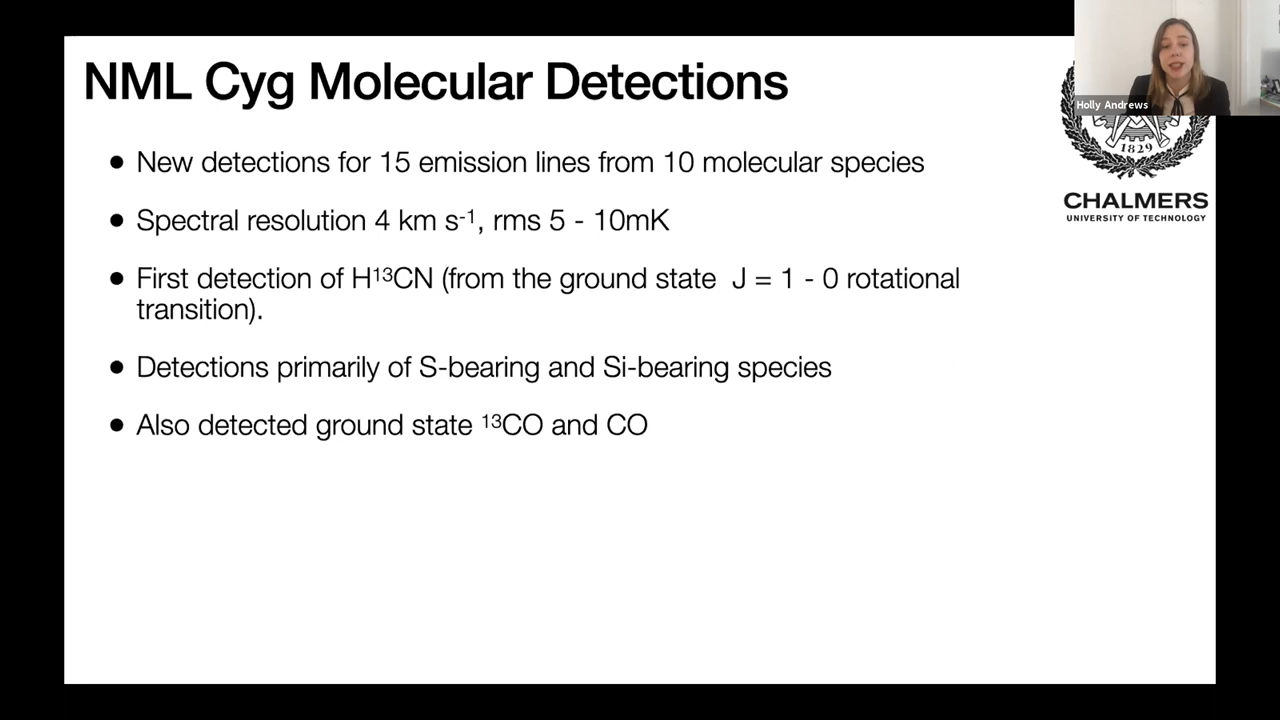 NML Cyg Molecular Detections
Holly Andrews
1829
CHALMERS
UNIVERSITY OF TECHNOLOGY
● New detections for 15 emission lines from 10 molecular species
● Spectral resolution 4 km s⁻¹, rms 5 - 10mK
● First detection of H¹³CN (from the ground state J = 1 - 0 rotational
transition).
● Detections primarily of S-bearing and Si-bearing species
● Also detected ground state ¹³CO and CO